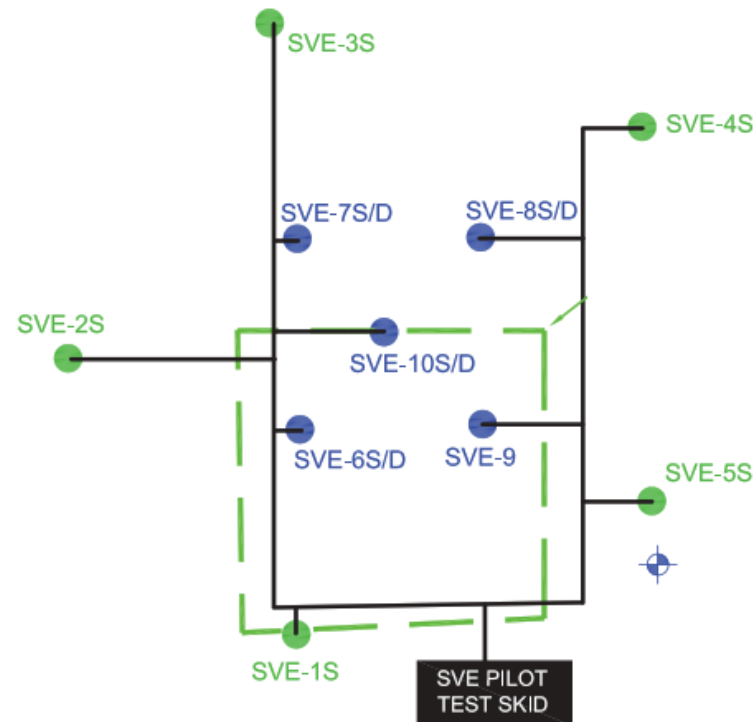 SVE-3S
SVE-4S
SVE-7S/D
SVE-8S/D
SVE-2S
SVE-10S/D
SVE-6S/D
SVE-9
SVE-5S
SVE-1S
SVE PILOT
TEST SKID